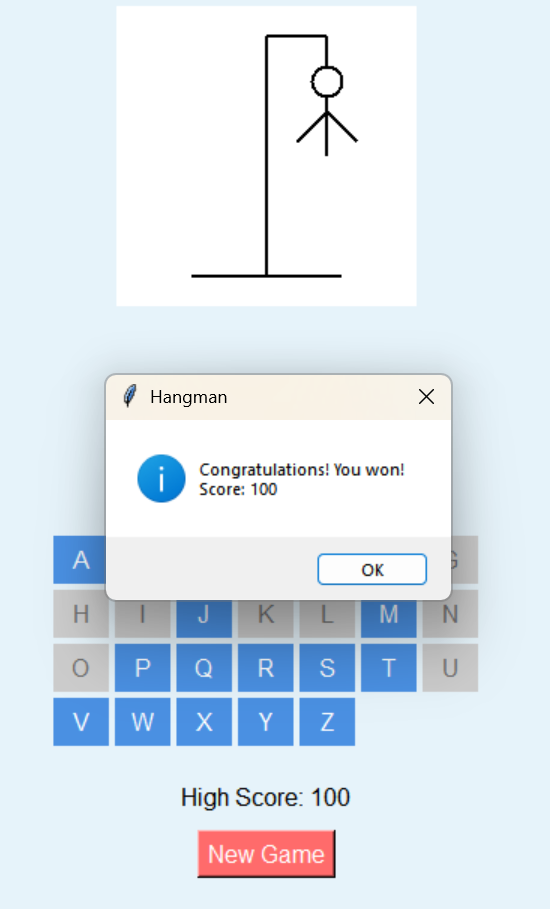 Hangman
Congratulations! You won!
Score: 100
OK
A G
H I J K L M N
O P Q R S T U
V W X Y Z
High Score: 100
New Game